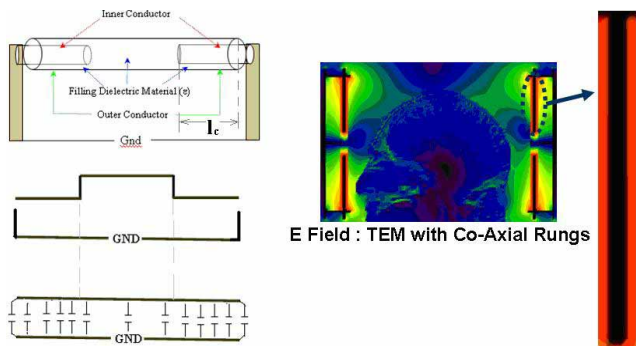 Inner Conductor
Filling Dielectric Material (ε)
Outer Conductor
lc
Gnd
GND
GND
E Field : TEM with Co-Axial Rungs